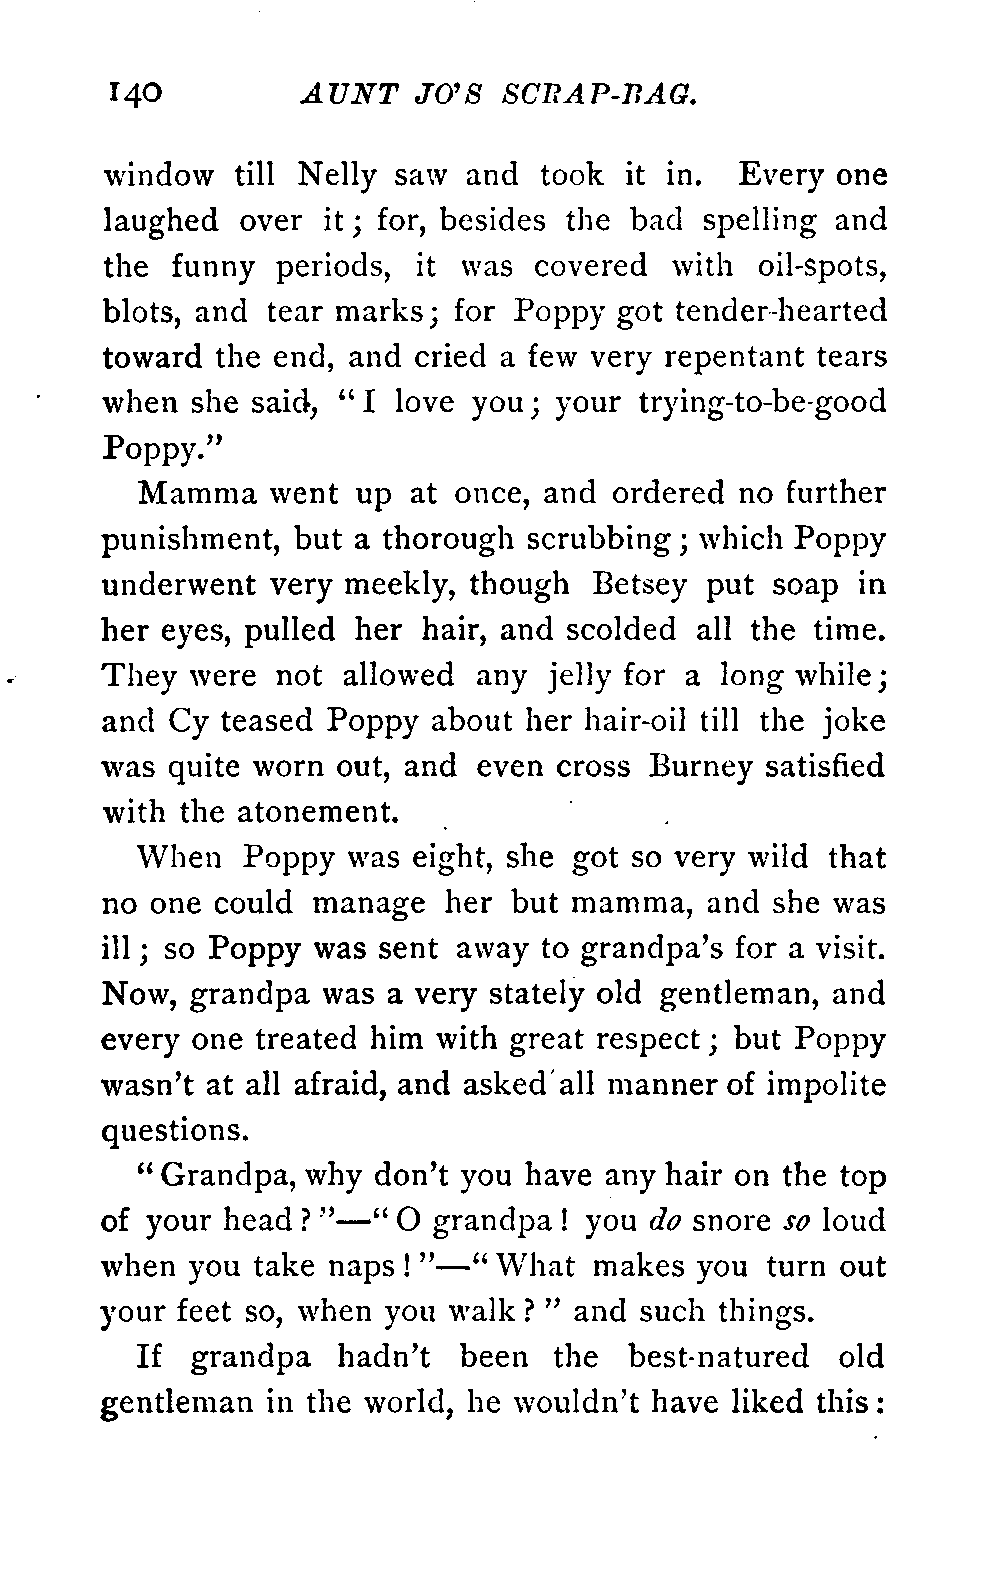 140 AUNT JO'S SCRAP-BAG.
window till Nelly saw and took it in. Every one
laughed over it; for, besides the bad spelling and
the funny periods, it was covered with oil-spots,
blots, and tear marks; for Poppy got tender-hearted
toward the end, and cried a few very repentant tears
when she said, "I love you; your trying-to-be-good
Poppy."
Mamma went up at once, and ordered no further
punishment, but a thorough scrubbing; which Poppy
underwent very meekly, though Betsey put soap in
her eyes, pulled her hair, and scolded all the time.
They were not allowed any jelly for a long while;
and Cy teased Poppy about her hair-oil till the joke
was quite worn out, and even cross Burney satisfied
with the atonement.
When Poppy was eight, she got so very wild that
no one could manage her but mamma, and she was
ill; so Poppy was sent away to grandpa's for a visit.
Now, grandpa was a very stately old gentleman, and
every one treated him with great respect; but Poppy
wasn't at all afraid, and asked all manner of impolite
questions.
"Grandpa, why don't you have any hair on the top
of your head?"—"O grandpa! you do snore so loud
when you take naps!"—"What makes you turn out
your feet so, when you walk?" and such things.
If grandpa hadn't been the best-natured old
gentleman in the world, he wouldn't have liked this: